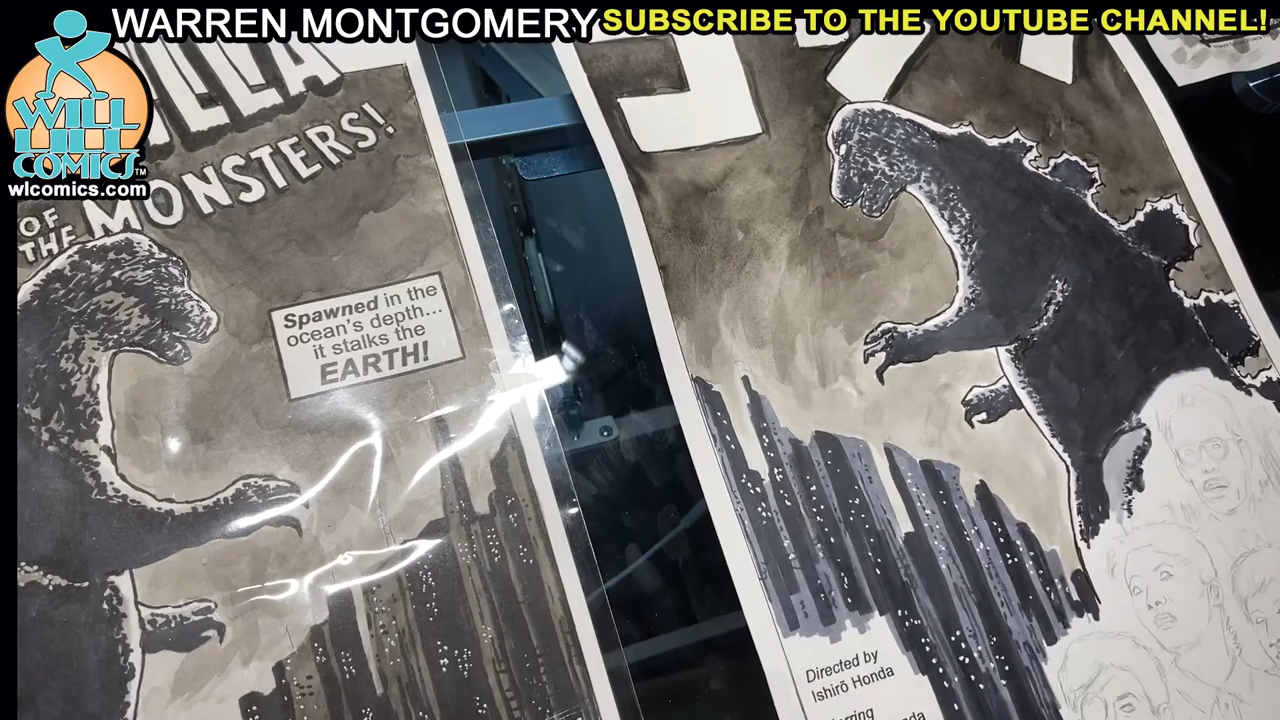 WARREN MONTGOMERY
SUBSCRIBE TO THE YOUTUBE CHANNEL!
WILL
LILL
COMICS™
wlcomics.com
OF
THE MONSTERS!
Spawned in the
ocean's depth...
it stalks the
EARTH!
Directed by
Ishirō Honda